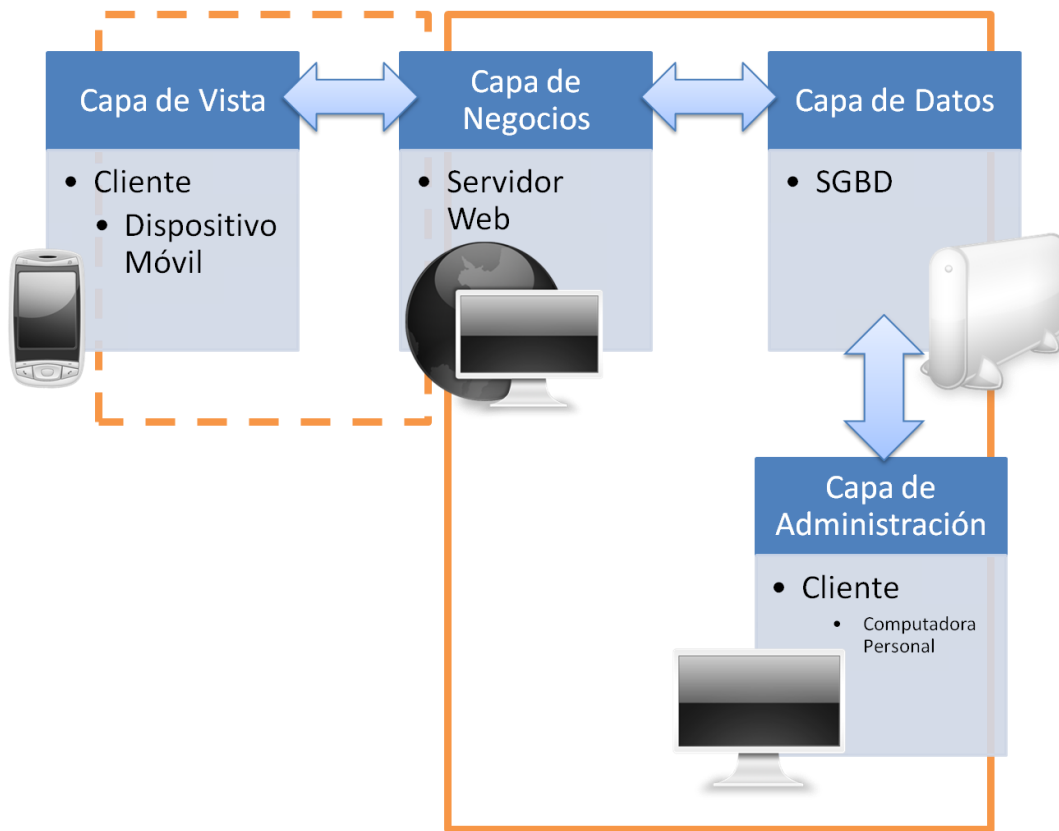 Capa de Vista
• Cliente
• Dispositivo
Móvil
Capa de
Negocios
• Servidor
Web
Capa de Datos
• SGBD
Capa de
Administración
• Cliente
• Computadora
Personal